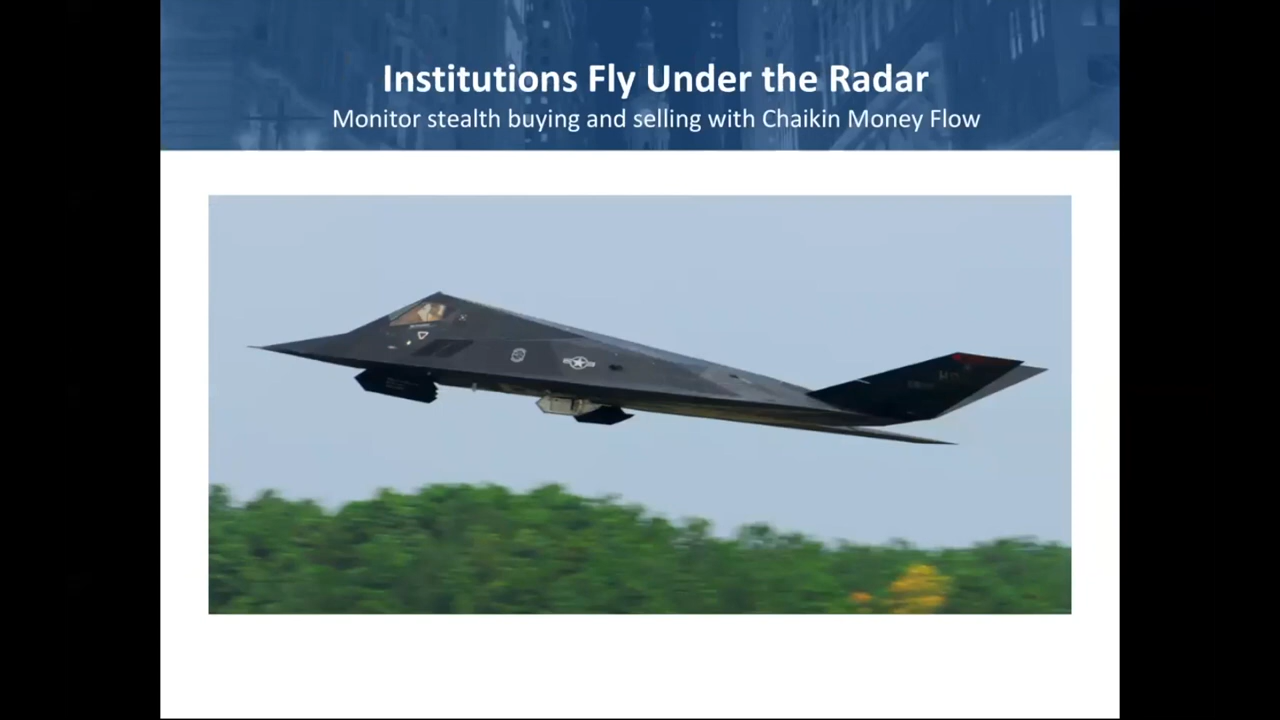 Institutions Fly Under the Radar
Monitor stealth buying and selling with Chaikin Money Flow